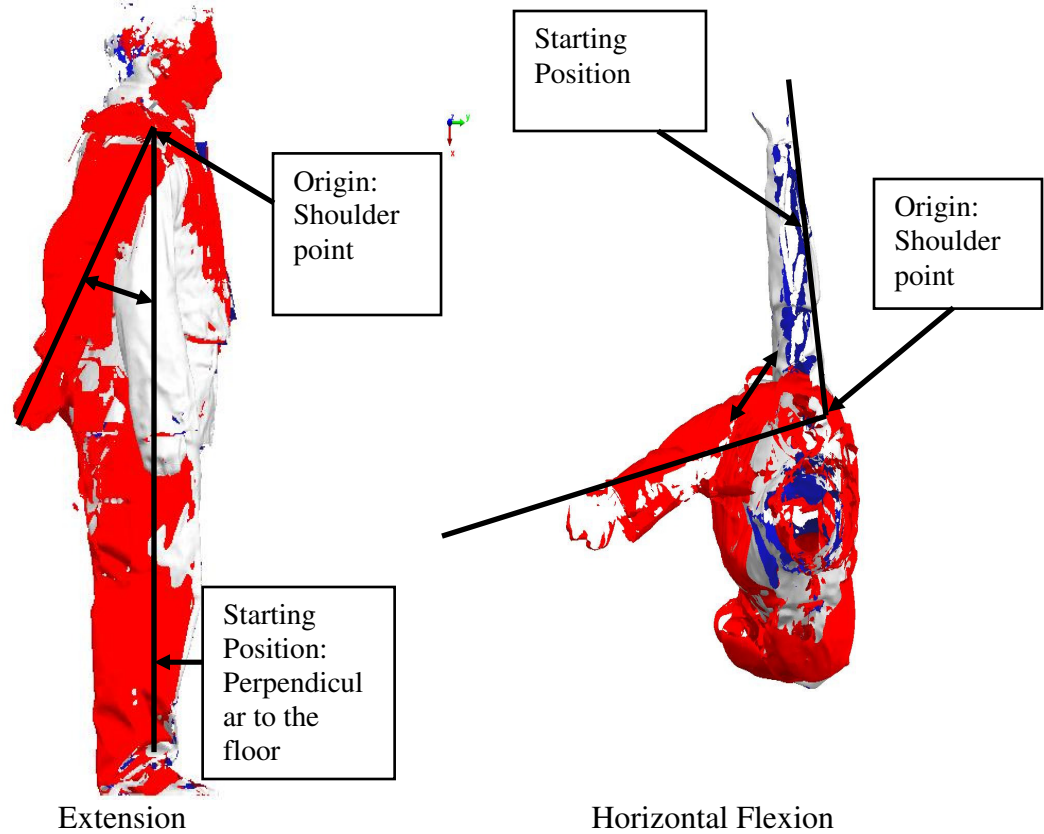 Starting
Position
Origin:
Shoulder
point
Origin:
Shoulder
point
Starting
Position:
Perpendicul
ar to the
floor
z
y
x
Extension
Horizontal Flexion